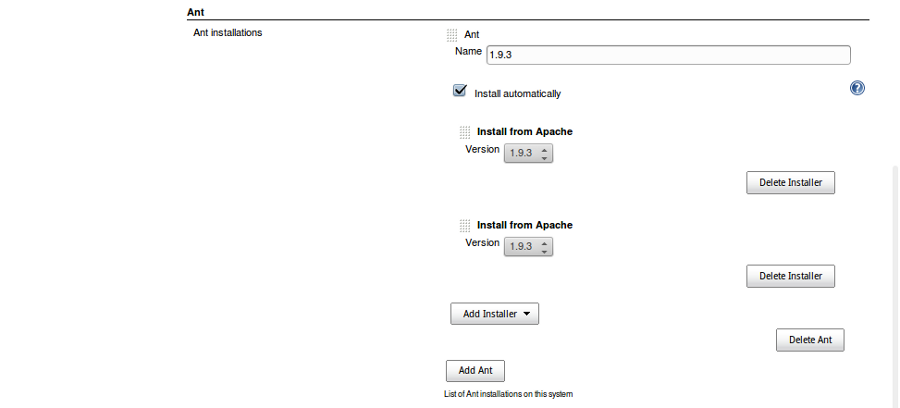 Ant
Ant installations
Ant
Name 1.9.3
Install automatically
?
Install from Apache
Version 1.9.3
Delete Installer
Install from Apache
Version 1.9.3
Delete Installer
Add Installer
Delete Ant
Add Ant
List of Ant installations on this system